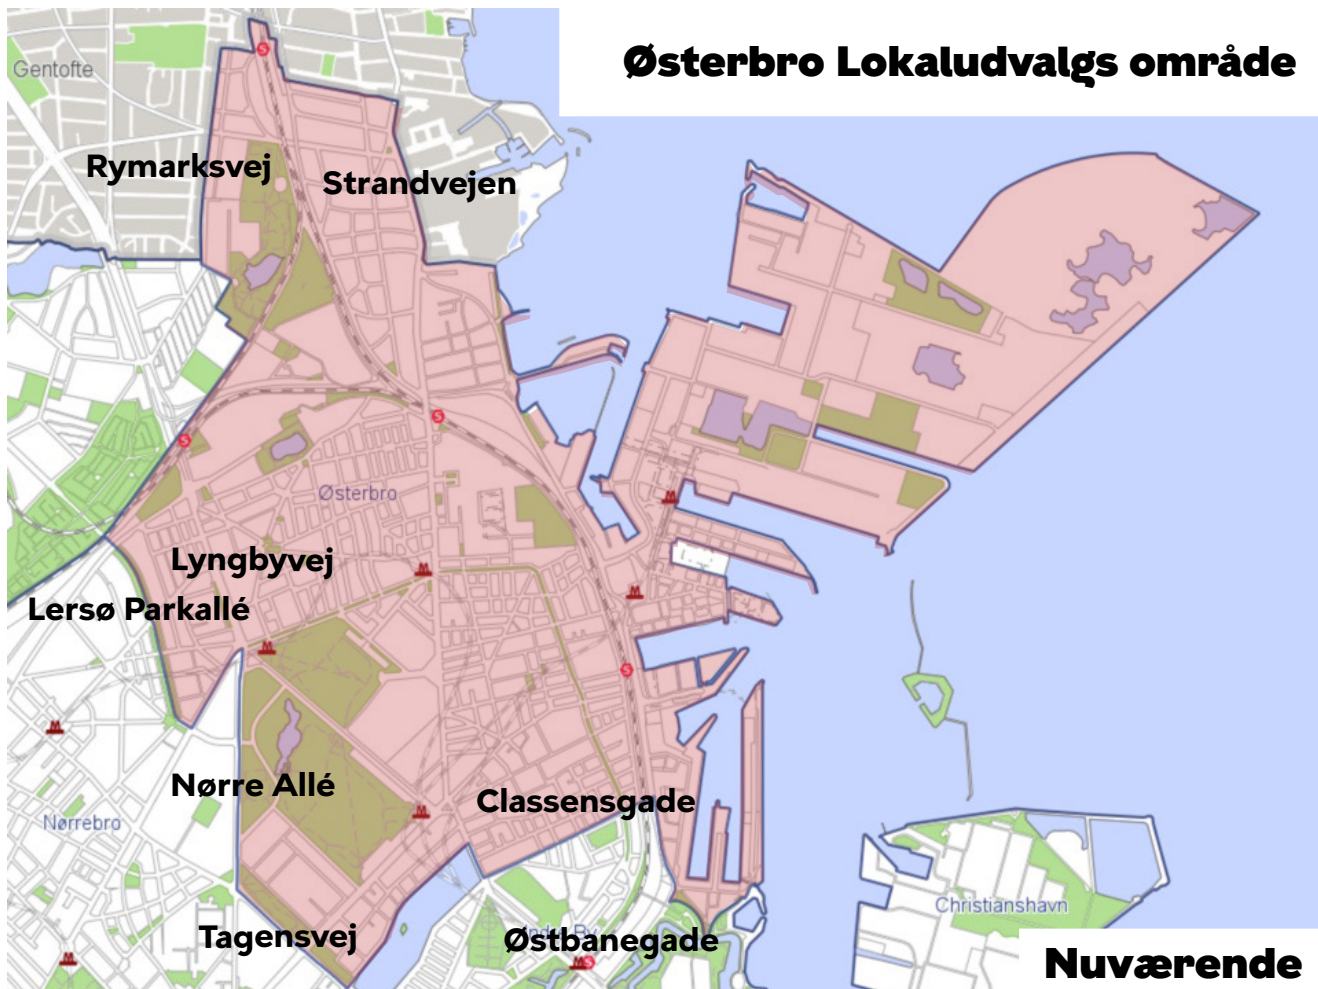 Østerbro Lokaludvalgs område
Gentofte
Rymarksvej
Strandvejen
S
S
S
Østerbro
M
Lyngbyvej
M
M
Lersø Parkallé
M
S
M
Nørre Allé
Classensgade
M
Nørrebro
Christianshavn
Tagensvej
Østbanegade
M
M S
Nuværende